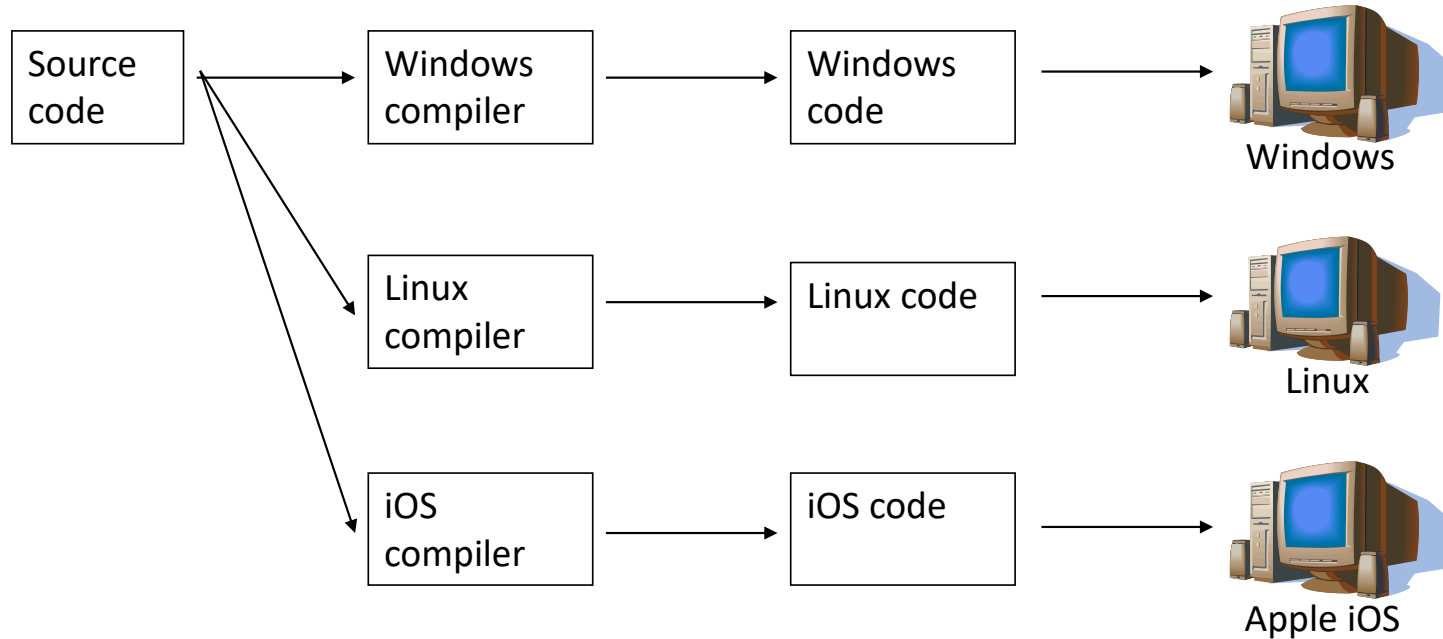 Source
code
Windows
compiler
Windows
code
Windows
Linux
compiler
Linux code
Linux
iOS
compiler
iOS code
Apple iOS